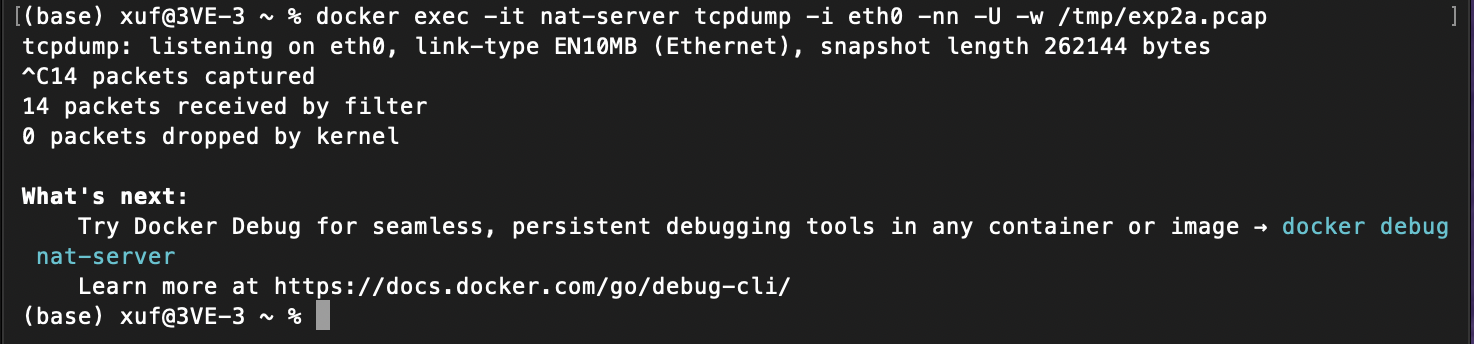 [(base) xuf@3VE-3 ~ % docker exec -it nat-server tcpdump -i eth0 -nn -U -w /tmp/exp2a.pcap ]
tcpdump: listening on eth0, link-type EN10MB (Ethernet), snapshot length 262144 bytes
^C14 packets captured
14 packets received by filter
0 packets dropped by kernel
What's next:
Try Docker Debug for seamless, persistent debugging tools in any container or image → docker debug
nat-server
Learn more at https://docs.docker.com/go/debug-cli/
(base) xuf@3VE-3 ~ %